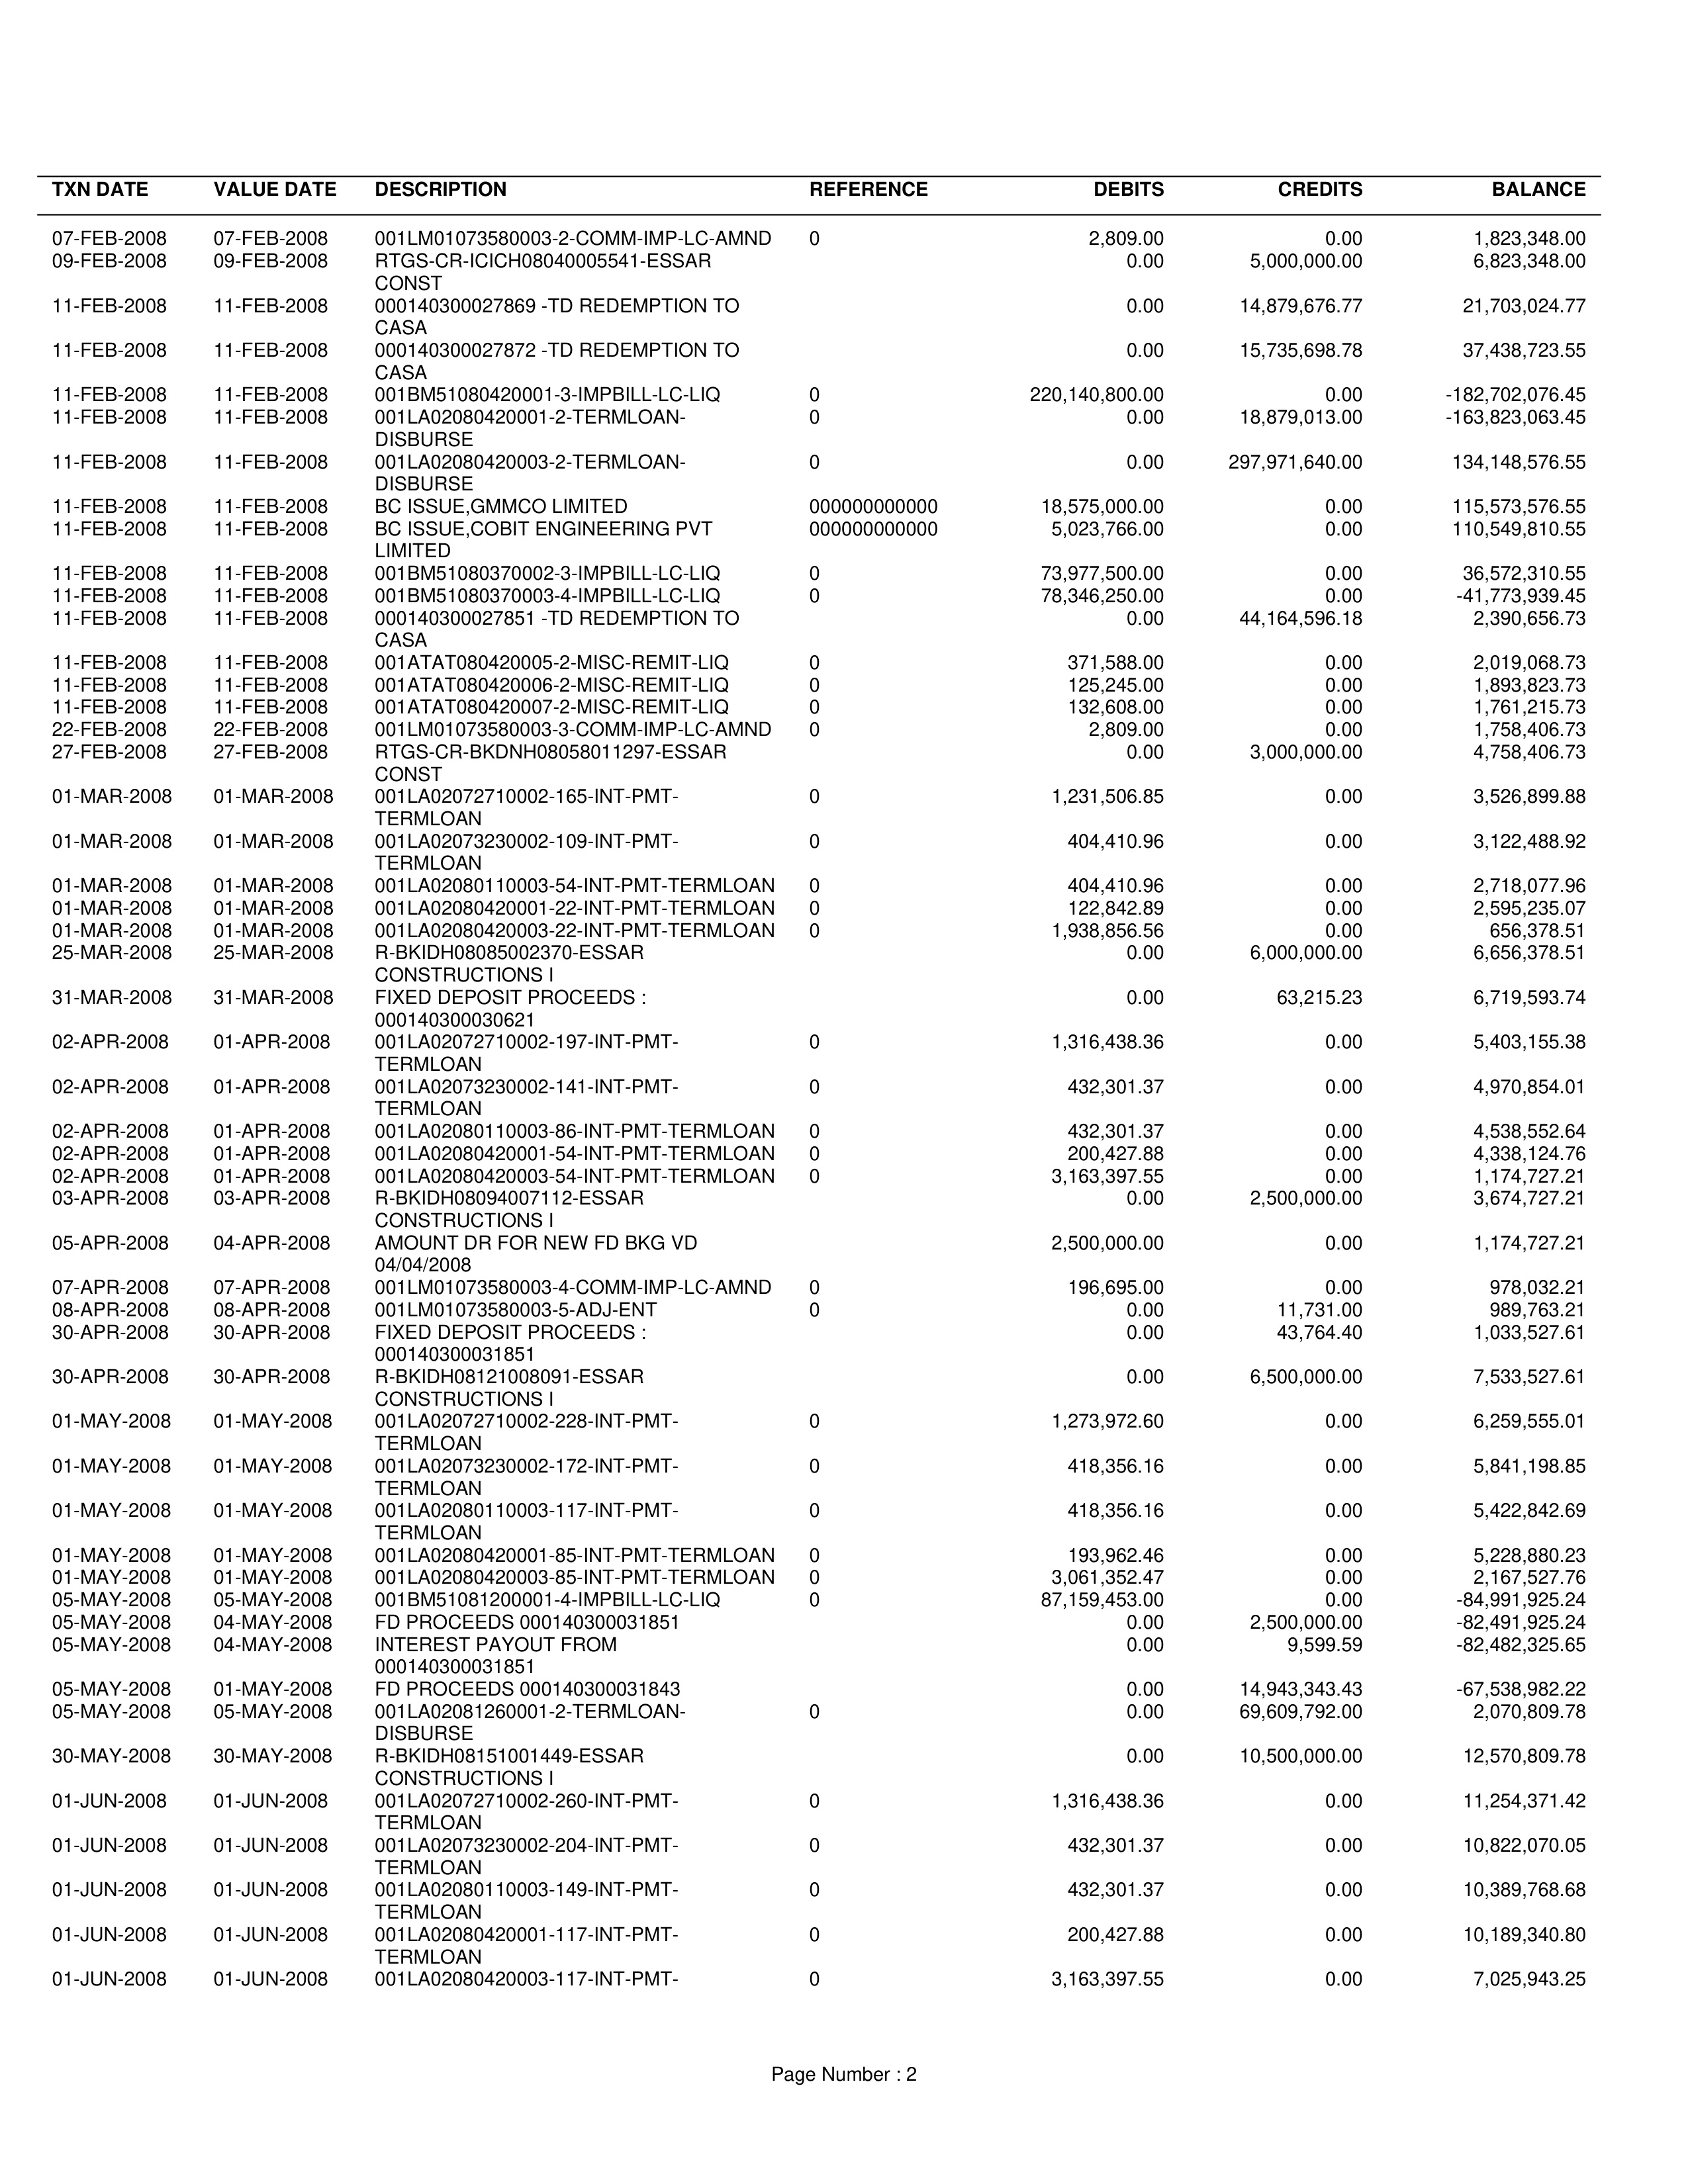 TXN DATE VALUE DATE DESCRIPTION REFERENCE DEBITS CREDITS BALANCE
07-FEB-2008 07-FEB-2008 001LM01073580003-2-COMM-IMP-LC-AMND 0 2,809.00 0.00 1,823,348.00
09-FEB-2008 09-FEB-2008 RTGS-CR-ICICH08040005541-ESSAR 0.00 5,000,000.00 6,823,348.00
CONST
11-FEB-2008 11-FEB-2008 000140300027869 -TD REDEMPTION TO 0.00 14,879,676.77 21,703,024.77
CASA
11-FEB-2008 11-FEB-2008 000140300027872 -TD REDEMPTION TO 0.00 15,735,698.78 37,438,723.55
CASA
11-FEB-2008 11-FEB-2008 001BM51080420001-3-IMPBILL-LC-LIQ 0 220,140,800.00 0.00 -182,702,076.45
11-FEB-2008 11-FEB-2008 001LA02080420001-2-TERMLOAN- 0 0.00 18,879,013.00 -163,823,063.45
DISBURSE
11-FEB-2008 11-FEB-2008 001LA02080420003-2-TERMLOAN- 0 0.00 297,971,640.00 134,148,576.55
DISBURSE
11-FEB-2008 11-FEB-2008 BC ISSUE,GMMCO LIMITED 000000000000 18,575,000.00 0.00 115,573,576.55
11-FEB-2008 11-FEB-2008 BC ISSUE,COBIT ENGINEERING PVT 000000000000 5,023,766.00 0.00 110,549,810.55
LIMITED
11-FEB-2008 11-FEB-2008 001BM51080370002-3-IMPBILL-LC-LIQ 0 73,977,500.00 0.00 36,572,310.55
11-FEB-2008 11-FEB-2008 001BM51080370003-4-IMPBILL-LC-LIQ 0 78,346,250.00 0.00 -41,773,939.45
11-FEB-2008 11-FEB-2008 000140300027851 -TD REDEMPTION TO 0.00 44,164,596.18 2,390,656.73
CASA
11-FEB-2008 11-FEB-2008 001ATAT080420005-2-MISC-REMIT-LIQ 0 371,588.00 0.00 2,019,068.73
11-FEB-2008 11-FEB-2008 001ATAT080420006-2-MISC-REMIT-LIQ 0 125,245.00 0.00 1,893,823.73
11-FEB-2008 11-FEB-2008 001ATAT080420007-2-MISC-REMIT-LIQ 0 132,608.00 0.00 1,761,215.73
22-FEB-2008 22-FEB-2008 001LM01073580003-3-COMM-IMP-LC-AMND 0 2,809.00 0.00 1,758,406.73
27-FEB-2008 27-FEB-2008 RTGS-CR-BKDNH08058011297-ESSAR 0.00 3,000,000.00 4,758,406.73
CONST
01-MAR-2008 01-MAR-2008 001LA02072710002-165-INT-PMT- 0 1,231,506.85 0.00 3,526,899.88
TERMLOAN
01-MAR-2008 01-MAR-2008 001LA02073230002-109-INT-PMT- 0 404,410.96 0.00 3,122,488.92
TERMLOAN
01-MAR-2008 01-MAR-2008 001LA02080110003-54-INT-PMT-TERMLOAN 0 404,410.96 0.00 2,718,077.96
01-MAR-2008 01-MAR-2008 001LA02080420001-22-INT-PMT-TERMLOAN 0 122,842.89 0.00 2,595,235.07
01-MAR-2008 01-MAR-2008 001LA02080420003-22-INT-PMT-TERMLOAN 0 1,938,856.56 0.00 656,378.51
25-MAR-2008 25-MAR-2008 R-BKIDH08085002370-ESSAR 0.00 6,000,000.00 6,656,378.51
CONSTRUCTIONS I
31-MAR-2008 31-MAR-2008 FIXED DEPOSIT PROCEEDS : 0.00 63,215.23 6,719,593.74
000140300030621
02-APR-2008 01-APR-2008 001LA02072710002-197-INT-PMT- 0 1,316,438.36 0.00 5,403,155.38
TERMLOAN
02-APR-2008 01-APR-2008 001LA02073230002-141-INT-PMT- 0 432,301.37 0.00 4,970,854.01
TERMLOAN
02-APR-2008 01-APR-2008 001LA02080110003-86-INT-PMT-TERMLOAN 0 432,301.37 0.00 4,538,552.64
02-APR-2008 01-APR-2008 001LA02080420001-54-INT-PMT-TERMLOAN 0 200,427.88 0.00 4,338,124.76
02-APR-2008 01-APR-2008 001LA02080420003-54-INT-PMT-TERMLOAN 0 3,163,397.55 0.00 1,174,727.21
03-APR-2008 03-APR-2008 R-BKIDH08094007112-ESSAR 0.00 2,500,000.00 3,674,727.21
CONSTRUCTIONS I
05-APR-2008 04-APR-2008 AMOUNT DR FOR NEW FD BKG VD 2,500,000.00 0.00 1,174,727.21
04/04/2008
07-APR-2008 07-APR-2008 001LM01073580003-4-COMM-IMP-LC-AMND 0 196,695.00 0.00 978,032.21
08-APR-2008 08-APR-2008 001LM01073580003-5-ADJ-ENT 0 0.00 11,731.00 989,763.21
30-APR-2008 30-APR-2008 FIXED DEPOSIT PROCEEDS : 0.00 43,764.40 1,033,527.61
000140300031851
30-APR-2008 30-APR-2008 R-BKIDH08121008091-ESSAR 0.00 6,500,000.00 7,533,527.61
CONSTRUCTIONS I
01-MAY-2008 01-MAY-2008 001LA02072710002-228-INT-PMT- 0 1,273,972.60 0.00 6,259,555.01
TERMLOAN
01-MAY-2008 01-MAY-2008 001LA02073230002-172-INT-PMT- 0 418,356.16 0.00 5,841,198.85
TERMLOAN
01-MAY-2008 01-MAY-2008 001LA02080110003-117-INT-PMT- 0 418,356.16 0.00 5,422,842.69
TERMLOAN
01-MAY-2008 01-MAY-2008 001LA02080420001-85-INT-PMT-TERMLOAN 0 193,962.46 0.00 5,228,880.23
01-MAY-2008 01-MAY-2008 001LA02080420003-85-INT-PMT-TERMLOAN 0 3,061,352.47 0.00 2,167,527.76
05-MAY-2008 05-MAY-2008 001BM51081200001-4-IMPBILL-LC-LIQ 0 87,159,453.00 0.00 -84,991,925.24
05-MAY-2008 04-MAY-2008 FD PROCEEDS 000140300031851 0.00 2,500,000.00 -82,491,925.24
05-MAY-2008 04-MAY-2008 INTEREST PAYOUT FROM 0.00 9,599.59 -82,482,325.65
000140300031851
05-MAY-2008 01-MAY-2008 FD PROCEEDS 000140300031843 0.00 14,943,343.43 -67,538,982.22
05-MAY-2008 05-MAY-2008 001LA02081260001-2-TERMLOAN- 0 0.00 69,609,792.00 2,070,809.78
DISBURSE
30-MAY-2008 30-MAY-2008 R-BKIDH08151001449-ESSAR 0.00 10,500,000.00 12,570,809.78
CONSTRUCTIONS I
01-JUN-2008 01-JUN-2008 001LA02072710002-260-INT-PMT- 0 1,316,438.36 0.00 11,254,371.42
TERMLOAN
01-JUN-2008 01-JUN-2008 001LA02073230002-204-INT-PMT- 0 432,301.37 0.00 10,822,070.05
TERMLOAN
01-JUN-2008 01-JUN-2008 001LA02080110003-149-INT-PMT- 0 432,301.37 0.00 10,389,768.68
TERMLOAN
01-JUN-2008 01-JUN-2008 001LA02080420001-117-INT-PMT- 0 200,427.88 0.00 10,189,340.80
TERMLOAN
01-JUN-2008 01-JUN-2008 001LA02080420003-117-INT-PMT- 0 3,163,397.55 0.00 7,025,943.25
Page Number : 2